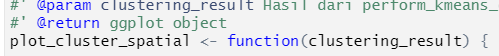 #' @param clustering_result Hasil dari perform_kmeans_
#' @return ggplot object
plot_cluster_spatial <- function(clustering_result) {